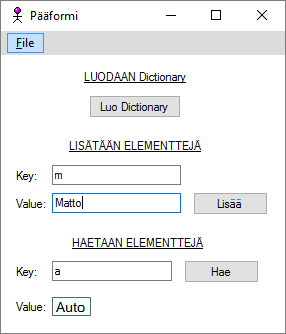 Pääformi
File
LUODAAN Dictionary
Luo Dictionary
LISÄTÄÄN ELEMENTTEJÄ
Key: m
Value: Matto Lisää
HAETAAN ELEMENTTEJÄ
Key: a Hae
Value: Auto